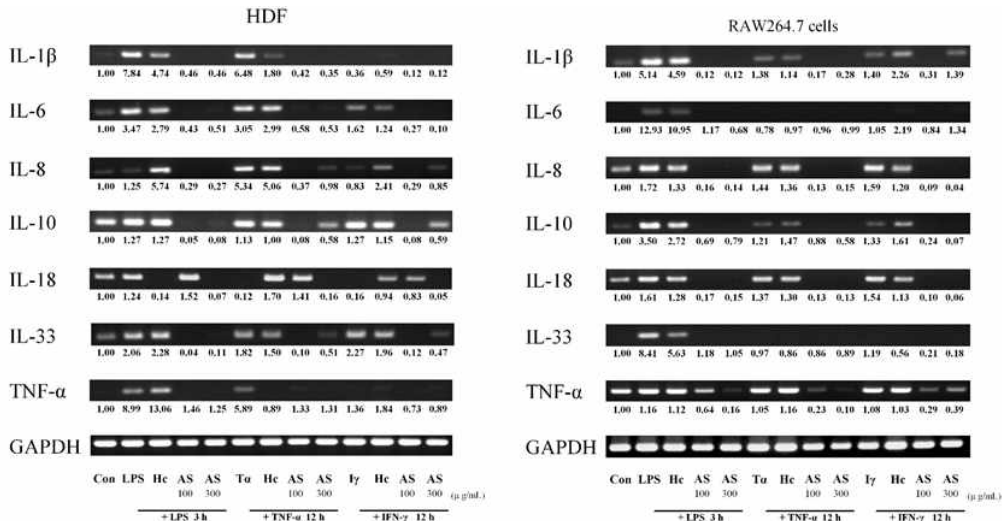 HDF
IL-1β
1.00 7.84 4.74 0.46 0.46 6.48 1.80 0.42 0.35 0.36 0.59 0.12 0.12
IL-6
1.00 3.47 2.79 0.43 0.51 3.05 2.99 0.58 0.53 1.62 1.24 0.27 0.10
IL-8
1.00 1.25 5.74 0.29 0.27 5.34 5.06 0.37 0.98 0.83 2.41 0.29 0.85
IL-10
1.00 1.27 1.27 0.05 0.08 1.13 1.00 0.08 0.58 1.27 1.15 0.08 0.59
IL-18
1.00 1.24 0.14 1.52 0.07 0.12 1.70 1.41 0.16 0.16 0.94 0.83 0.05
IL-33
1.00 2.06 2.28 0.04 0.11 1.82 1.50 0.10 0.51 2.27 1.96 0.12 0.47
TNF-α
1.00 8.99 13.06 1.46 1.25 5.89 0.89 1.33 1.31 1.36 1.84 0.73 0.89
GAPDH
Con LPS Hc AS AS Tα Hc AS AS Iγ Hc AS AS
100 300 100 300 100 300 (μ g/mL)
+ LPS 3 h + TNF-α 12 h + IFN-γ 12 h
RAW264.7 cells
IL-1β
1.00 5.14 4.59 0.12 0.12 1.38 1.14 0.17 0.28 1.40 2.26 0.31 1.39
IL-6
1.00 12.93 10.95 1.17 0.68 0.78 0.97 0.96 0.99 1.05 2.19 0.84 1.34
IL-8
1.00 1.72 1.33 0.16 0.14 1.44 1.36 0.13 0.15 1.59 1.20 0.09 0.04
IL-10
1.00 3.50 2.72 0.69 0.79 1.21 1.47 0.88 0.58 1.33 1.61 0.24 0.07
IL-18
1.00 1.61 1.28 0.17 0.15 1.37 1.30 0.13 0.13 1.54 1.13 0.10 0.06
IL-33
1.00 8.41 5.63 1.18 1.05 0.97 0.86 0.86 0.89 1.19 0.56 0.21 0.18
TNF-α
1.00 1.16 1.12 0.64 0.16 1.05 1.16 0.23 0.10 1.08 1.03 0.29 0.39
GAPDH
Con LPS Hc AS AS Tα Hc AS AS Iγ Hc AS AS
100 300 100 300 100 300 (μ g/mL)
+ LPS 3 h + TNF-α 12 h + IFN-γ 12 h